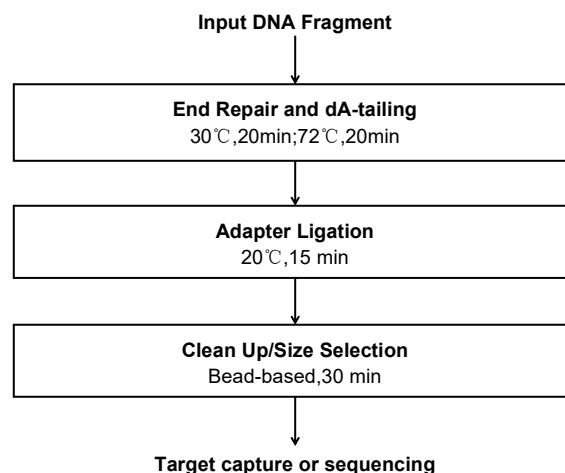 Input DNA Fragment
End Repair and dA-tailing
30℃,20min;72℃,20min
Adapter Ligation
20℃,15 min
Clean Up/Size Selection
Bead-based,30 min
Target capture or sequencing